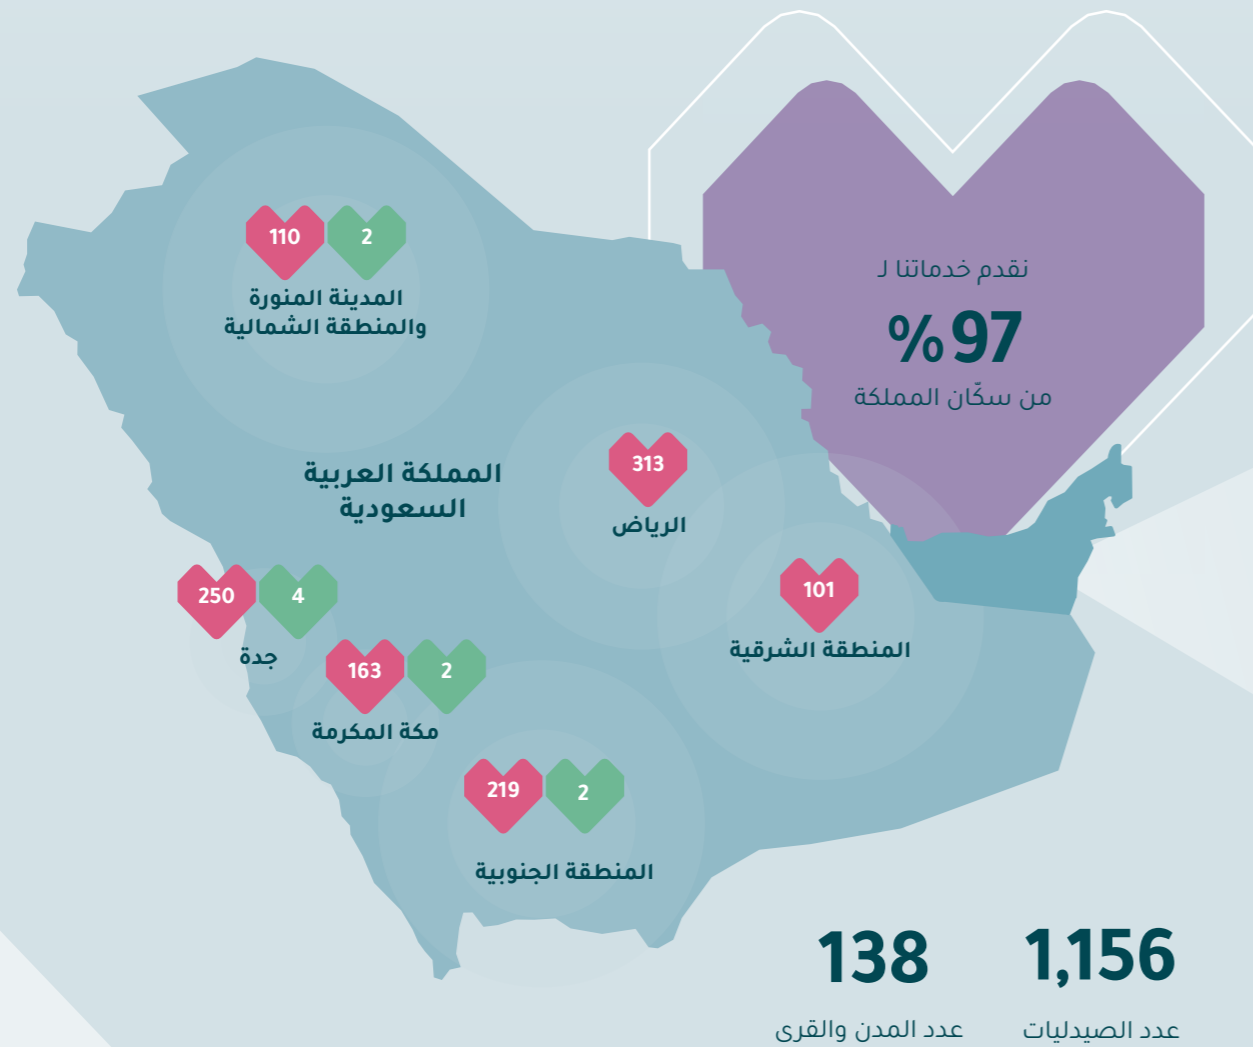 نقدم خدماتنا لـ
%97
من سكّان المملكة
110
2
المدينة المنورة
والمنطقة الشمالية
313
الرياض
المملكة العربية
السعودية
101
المنطقة الشرقية
250
4
جدة
163
2
مكة المكرمة
219
2
المنطقة الجنوبية
1,156
عدد الصيدليات
138
عدد المدن والقرى